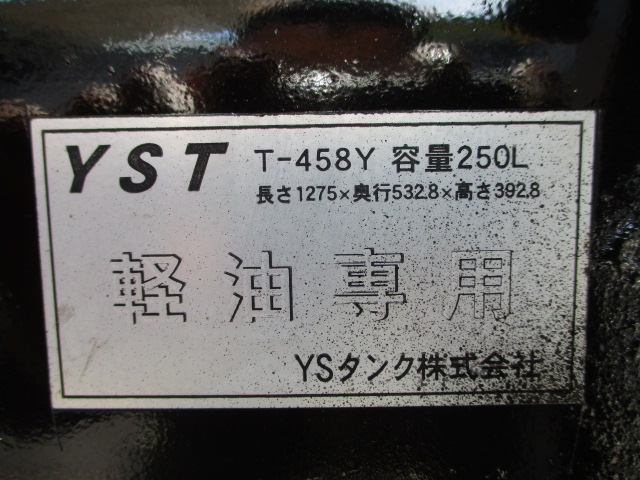 YST T-458Y 容量250L
長さ1275×奥行532.8×高さ392.8
軽油専用
YSタンク株式会社